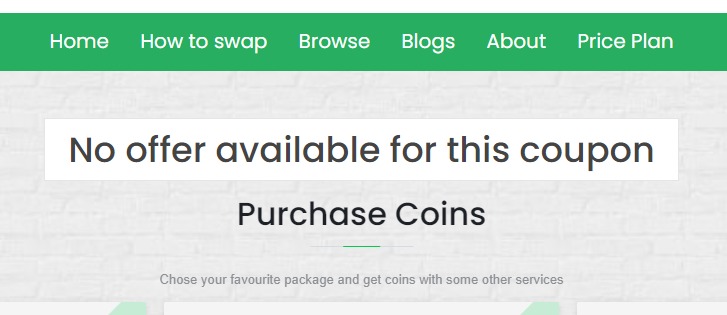 Home How to swap Browse Blogs About Price Plan
No offer available for this coupon
Purchase Coins
Chose your favourite package and get coins with some other services